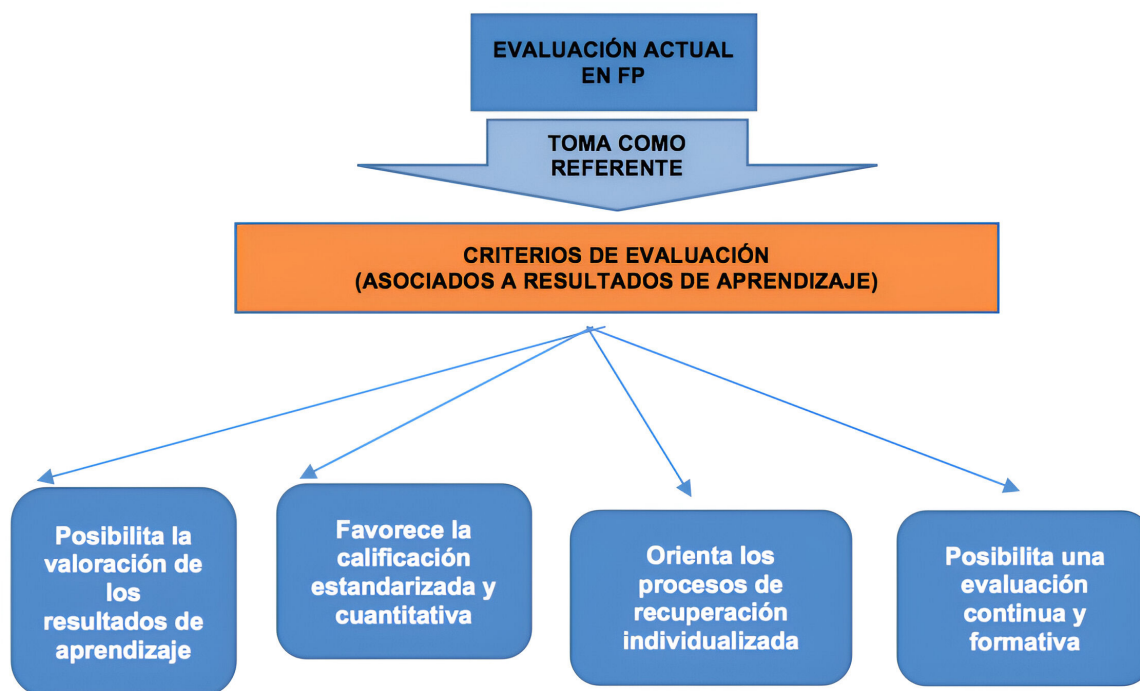 EVALUACIÓN ACTUAL
EN FP
TOMA COMO
REFERENTE
CRITERIOS DE EVALUACIÓN
(ASOCIADOS A RESULTADOS DE APRENDIZAJE)
Posibilita la
valoración de
los
resultados de
aprendizaje
Favorece la
calificación
estandarizada y
cuantitativa
Orienta los
procesos de
recuperación
individualizada
Posibilita una
evaluación
continua y
formativa